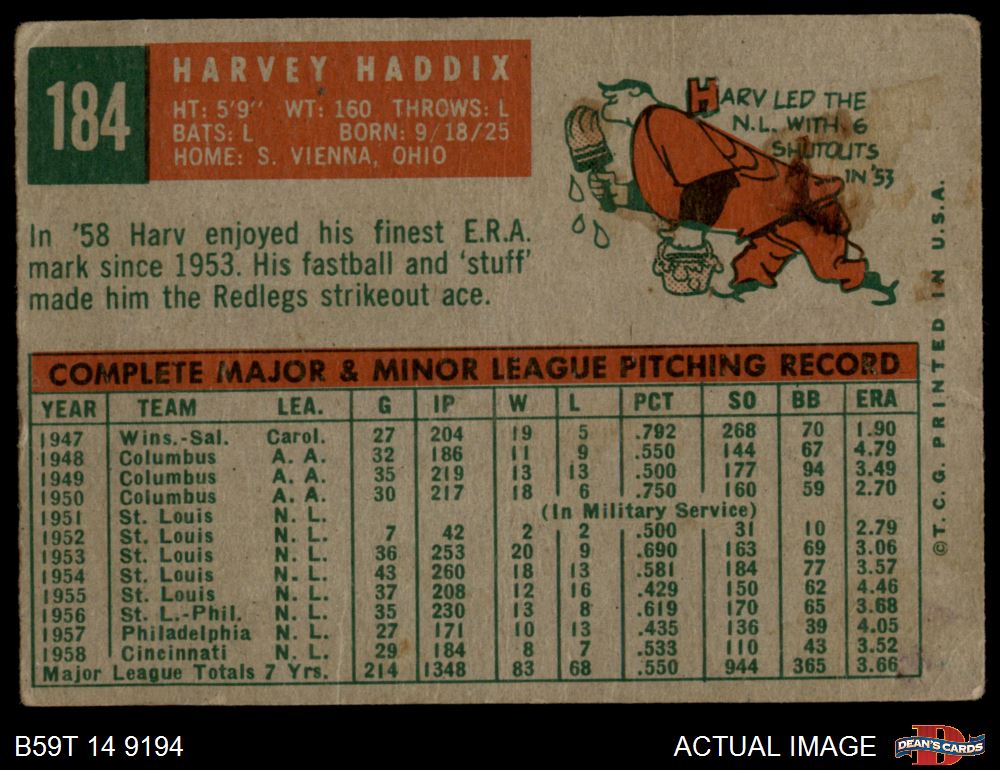 184
HARVEY HADDIX
HT: 5'9" WT: 160 THROWS: L
BATS: L BORN: 9/18/25
HOME: S. VIENNA, OHIO
HARV LED THE
N.L. WITH 6
SHUTOUTS
IN '53
In '58 Harv enjoyed his finest E.R.A.
mark since 1953. His fastball and 'stuff'
made him the Redlegs strikeout ace.
COMPLETE MAJOR & MINOR LEAGUE PITCHING RECORD
YEAR TEAM LEA. G IP W L PCT SO BB ERA
1947 Wins.-Sal. Carol. 27 204 19 5 .792 268 70 1.90
1948 Columbus A. A. 32 186 11 9 .550 144 67 4.79
1949 Columbus A. A. 35 219 13 13 .500 177 94 3.49
1950 Columbus A. A. 30 217 18 6 .750 160 59 2.70
1951 St. Louis N. L. (In Military Service)
1952 St. Louis N. L. 7 42 2 2 .500 31 10 2.79
1953 St. Louis N. L. 36 253 20 9 .690 163 69 3.06
1954 St. Louis N. L. 43 260 18 13 .581 184 77 3.57
1955 St. Louis N. L. 37 208 12 16 .429 150 62 4.46
1956 St. L.-Phil. N. L. 35 230 13 8 .619 170 65 3.68
1957 Philadelphia N. L. 27 171 10 13 .435 136 39 4.05
1958 Cincinnati N. L. 29 184 8 7 .533 110 43 3.52
Major League Totals 7 Yrs. 214 1348 83 68 .550 944 365 3.66
© T. C. G. PRINTED IN U.S.A.
B59T 14 9194
ACTUAL IMAGE
D
DEAN'S CARDS